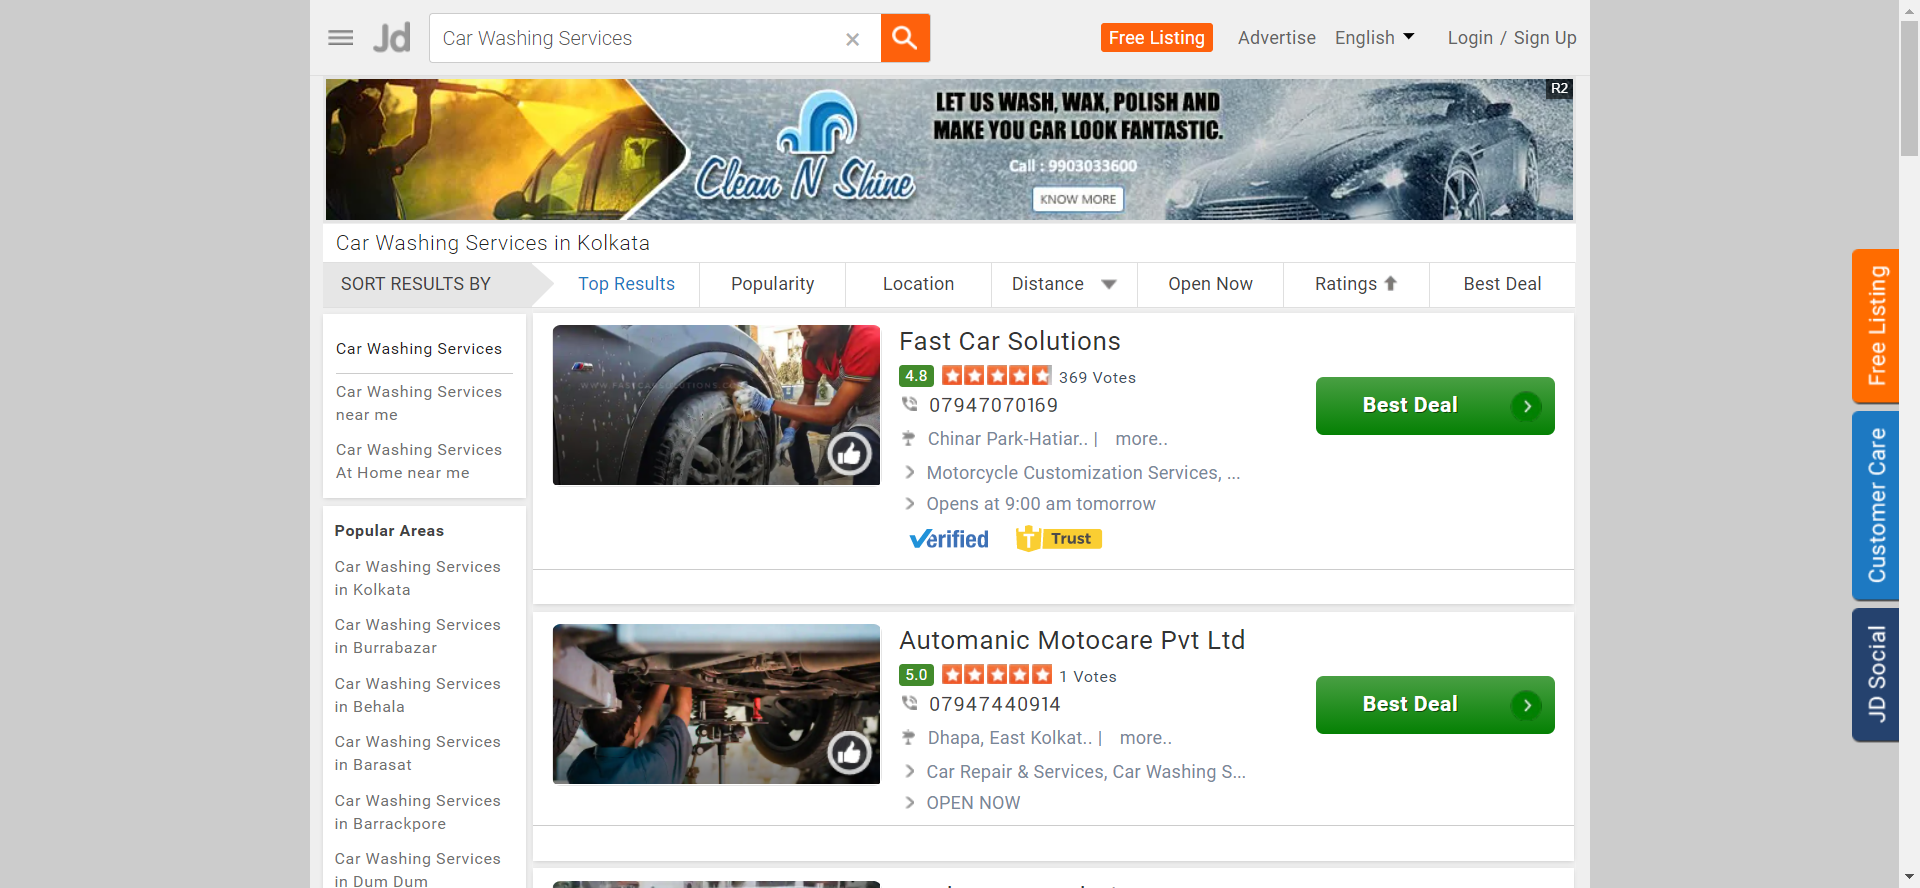 Jd
Car Washing Services
Free Listing
Advertise
English
Login / Sign Up
R2
LET US WASH, WAX, POLISH AND
MAKE YOU CAR LOOK FANTASTIC.
Clean N Shine
Call : 9903033600
KNOW MORE
Car Washing Services in Kolkata
SORT RESULTS BY
Top Results
Popularity
Location
Distance
Open Now
Ratings
Best Deal
Car Washing Services
Car Washing Services
near me
Car Washing Services
At Home near me
Popular Areas
Car Washing Services
in Kolkata
Car Washing Services
in Burrabazar
Car Washing Services
in Behala
Car Washing Services
in Barasat
Car Washing Services
in Barrackpore
Car Washing Services
in Dum Dum
Fast Car Solutions
4.8 369 Votes
07947070169
Chinar Park-Hatiar.. | more..
Motorcycle Customization Services, ...
Opens at 9:00 am tomorrow
Verified
T Trust
Best Deal
Automanic Motocare Pvt Ltd
5.0 1 Votes
07947440914
Dhapa, East Kolkat.. | more..
Car Repair & Services, Car Washing S...
OPEN NOW
Best Deal
Free Listing
Customer Care
JD Social